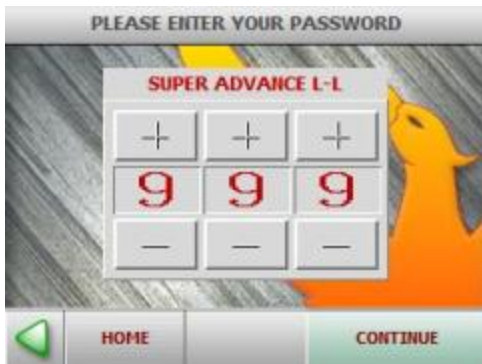 PLEASE ENTER YOUR PASSWORD
SUPER ADVANCE L-L
+ + +
9 9 9
— — —
HOME CONTINUE